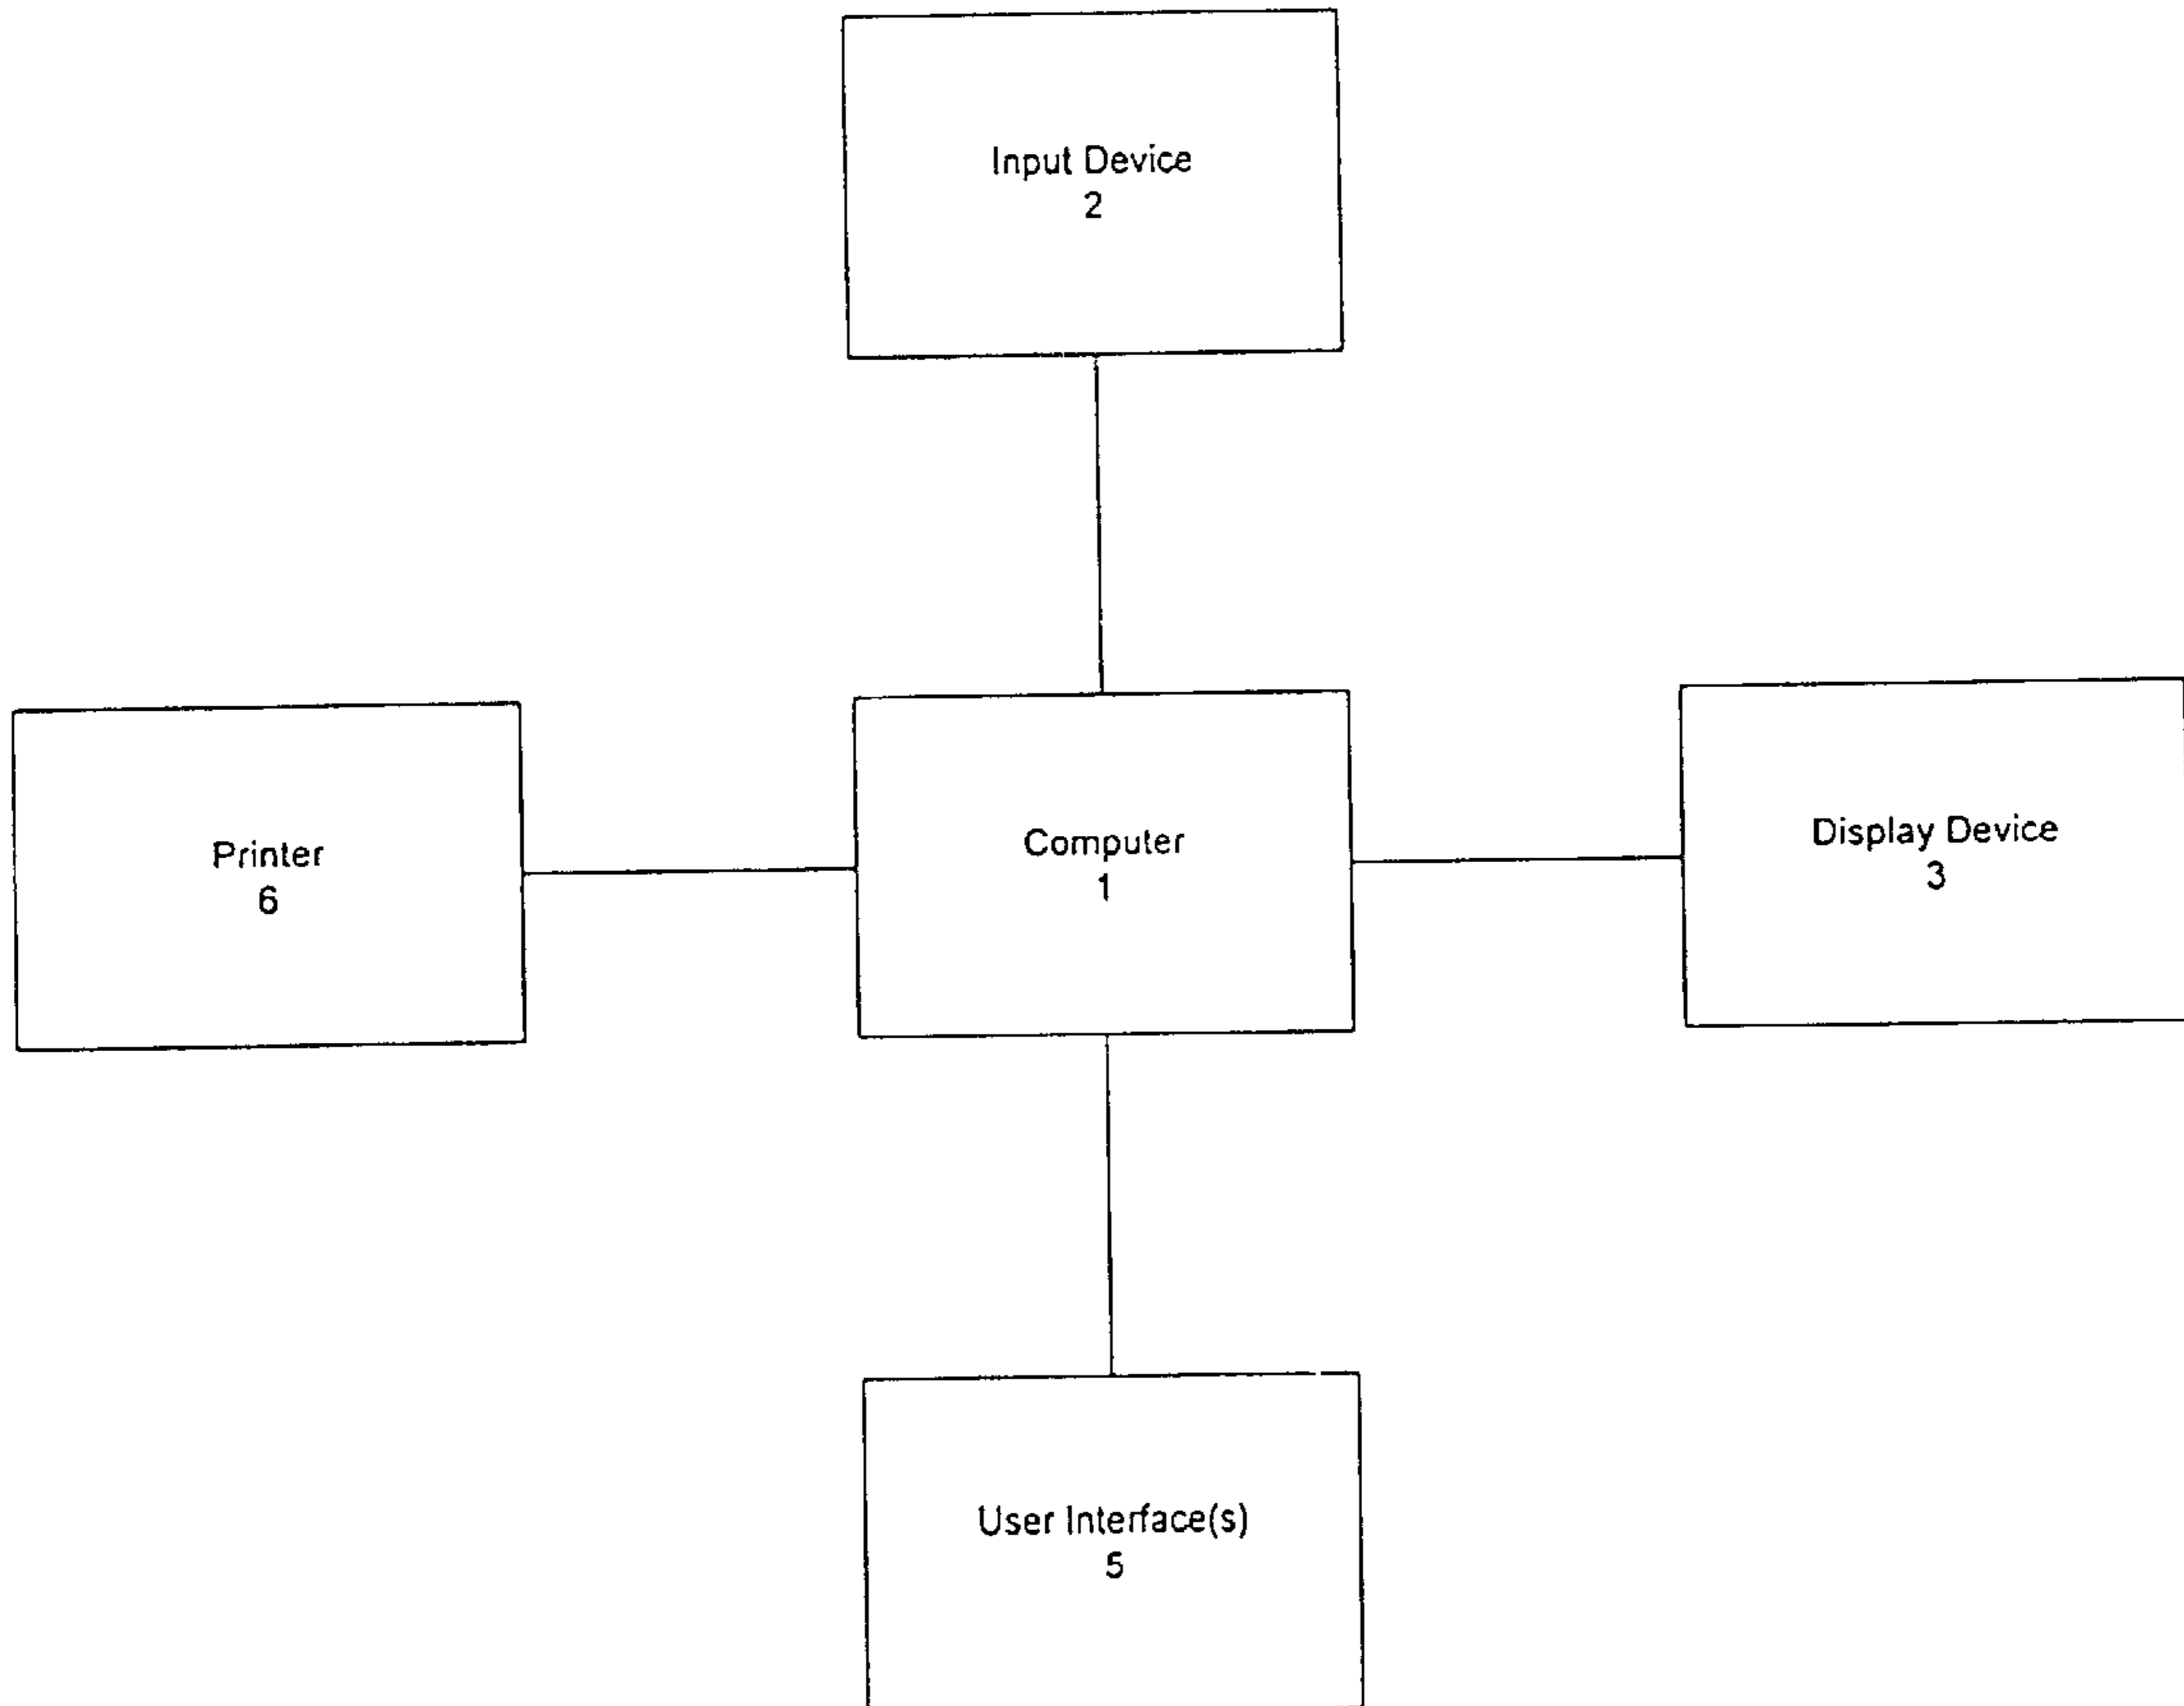 Input Device
2
Printer
6
Computer
1
Display Device
3
User Interface(s)
5